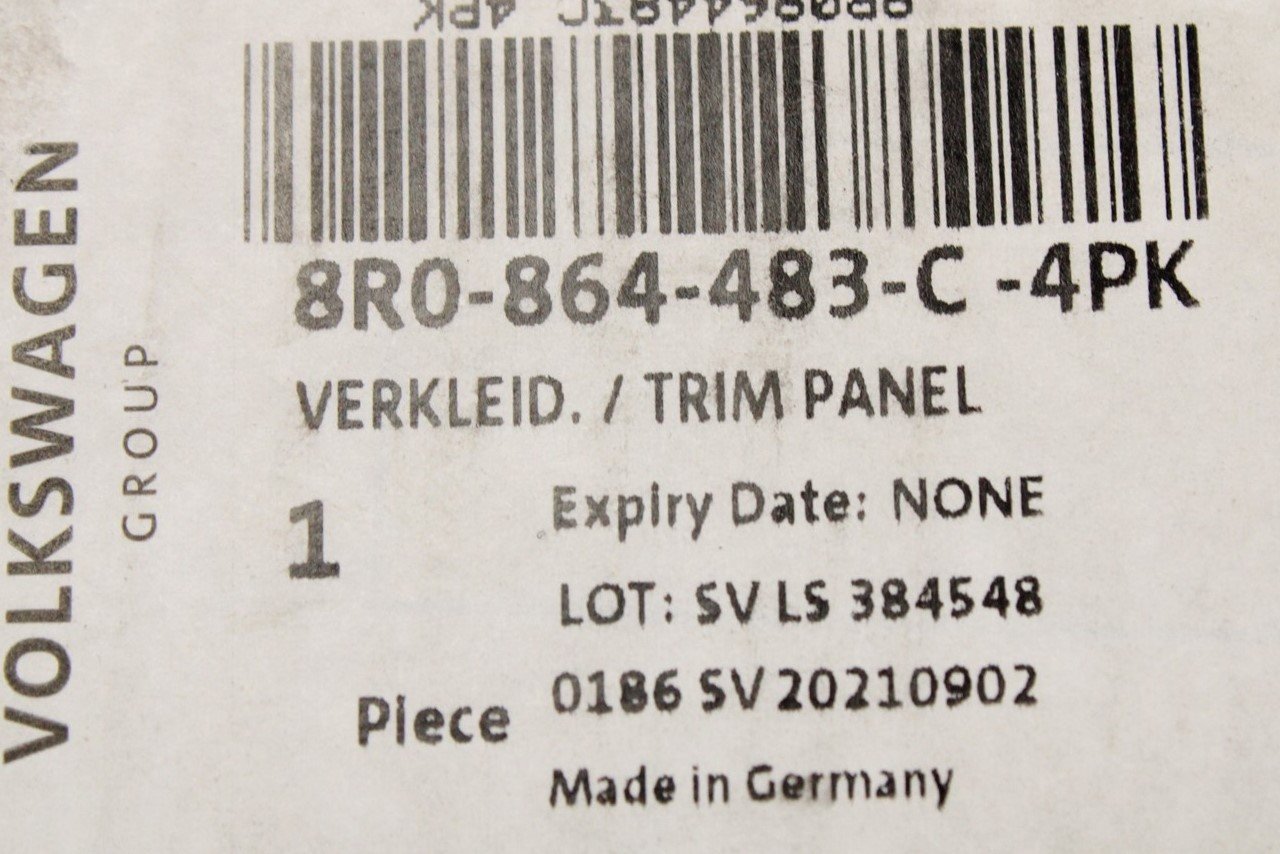 8R0-864-483-C -4PK
VERKLEID. / TRIM PANEL
1
Piece
Expiry Date: NONE
LOT: SV LS 384548
0186 SV 20210902
Made in Germany
VOLKSWAGEN
GROUP